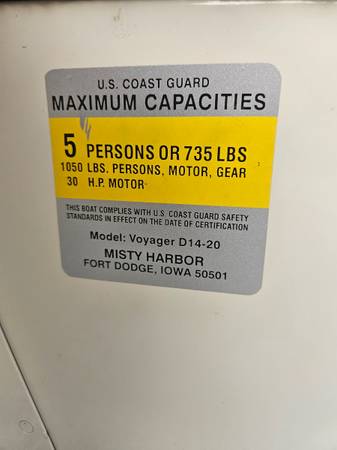 U.S. COAST GUARD
MAXIMUM CAPACITIES
5 PERSONS OR 735 LBS
1050 LBS. PERSONS, MOTOR, GEAR
30 H.P. MOTOR
THIS BOAT COMPLIES WITH U.S. COAST GUARD SAFETY
STANDARDS IN EFFECT ON THE DATE OF CERTIFICATION
Model: Voyager D14-20
MISTY HARBOR
FORT DODGE, IOWA 50501